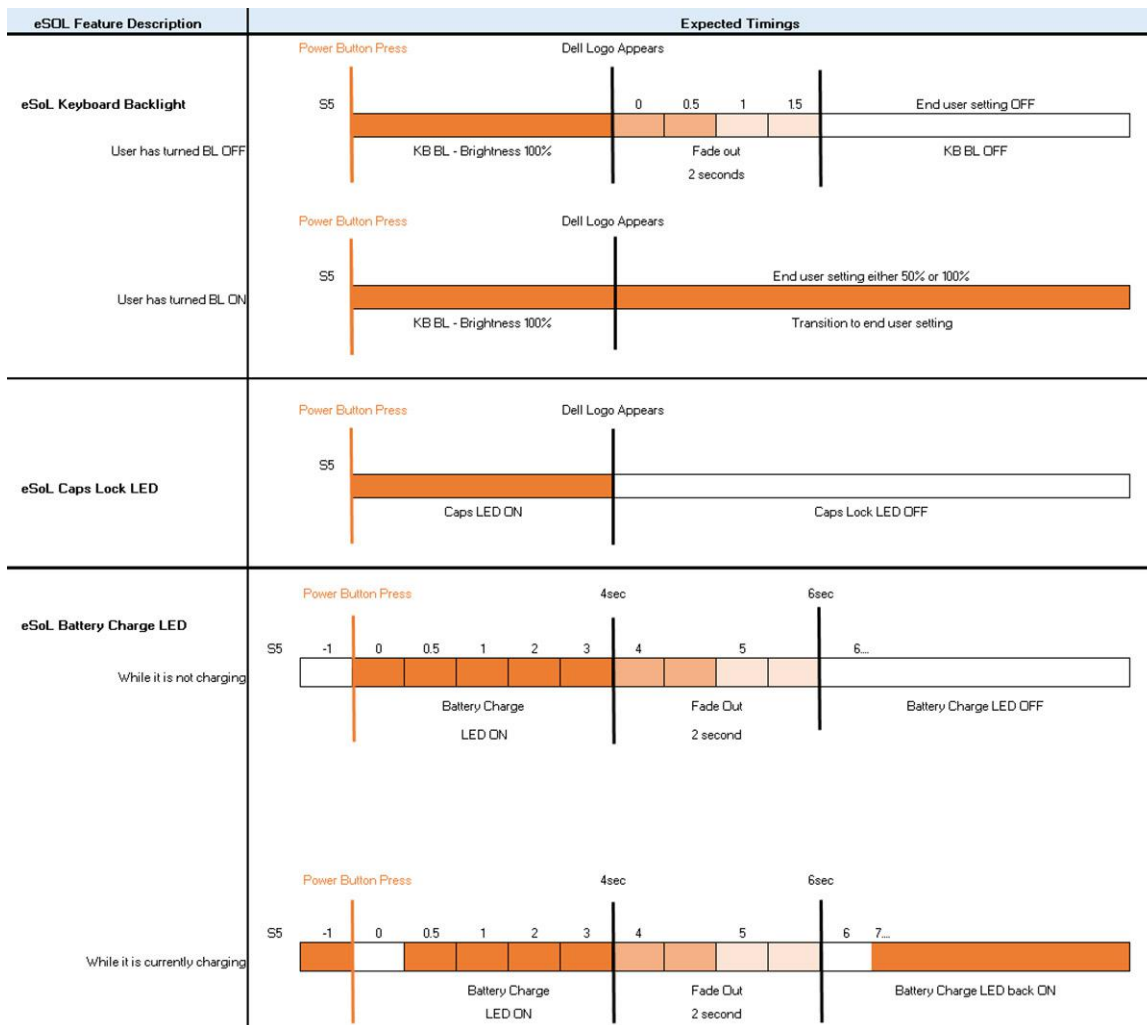 eSOL Feature Description Expected Timings
Power Button Press Dell Logo Appears
eSoL Keyboard Backlight S5 0 0.5 1 1.5 End user setting OFF
User has turned BL OFF KB BL - Brightness 100% Fade out KB BL OFF
2 seconds
Power Button Press Dell Logo Appears
S5 End user setting either 50% or 100%
User has turned BL ON
KB BL - Brightness 100% Transition to end user setting
Power Button Press Dell Logo Appears
S5
eSoL Caps Lock LED
Caps LED ON Caps Lock LED OFF
Power Button Press 4sec 6sec
eSoL Battery Charge LED
S5 -1 0 0.5 1 2 3 4 5 6....
While it is not charging
Battery Charge Fade Out Battery Charge LED OFF
LED ON 2 second
Power Button Press 4sec 6sec
S5 -1 0 0.5 1 2 3 4 5 6 7....
While it is currently charging
Battery Charge Fade Out Battery Charge LED back ON
LED ON 2 second